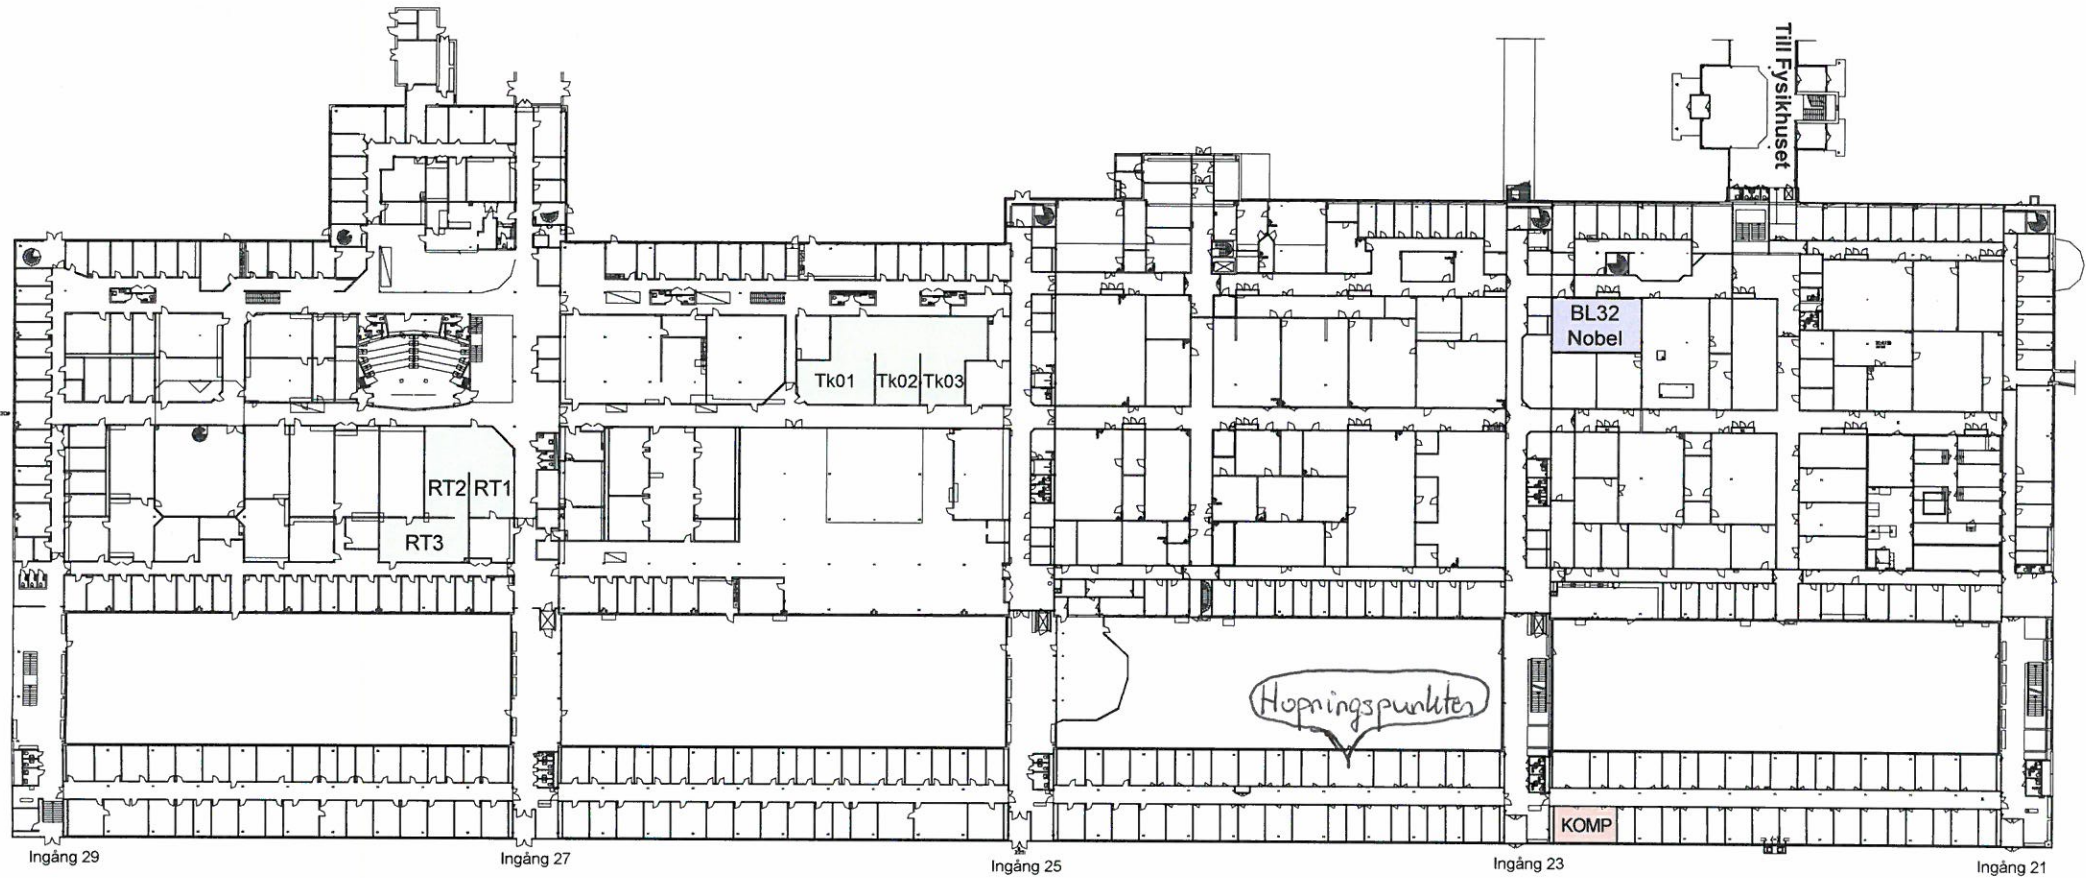 Till Fysikhuset
BL32
Nobel
Tk01 Tk02 Tk03
RT2 RT1
RT3
Hopningspunkten
KOMP
Ingång 29
Ingång 27
Ingång 25
Ingång 23
Ingång 21